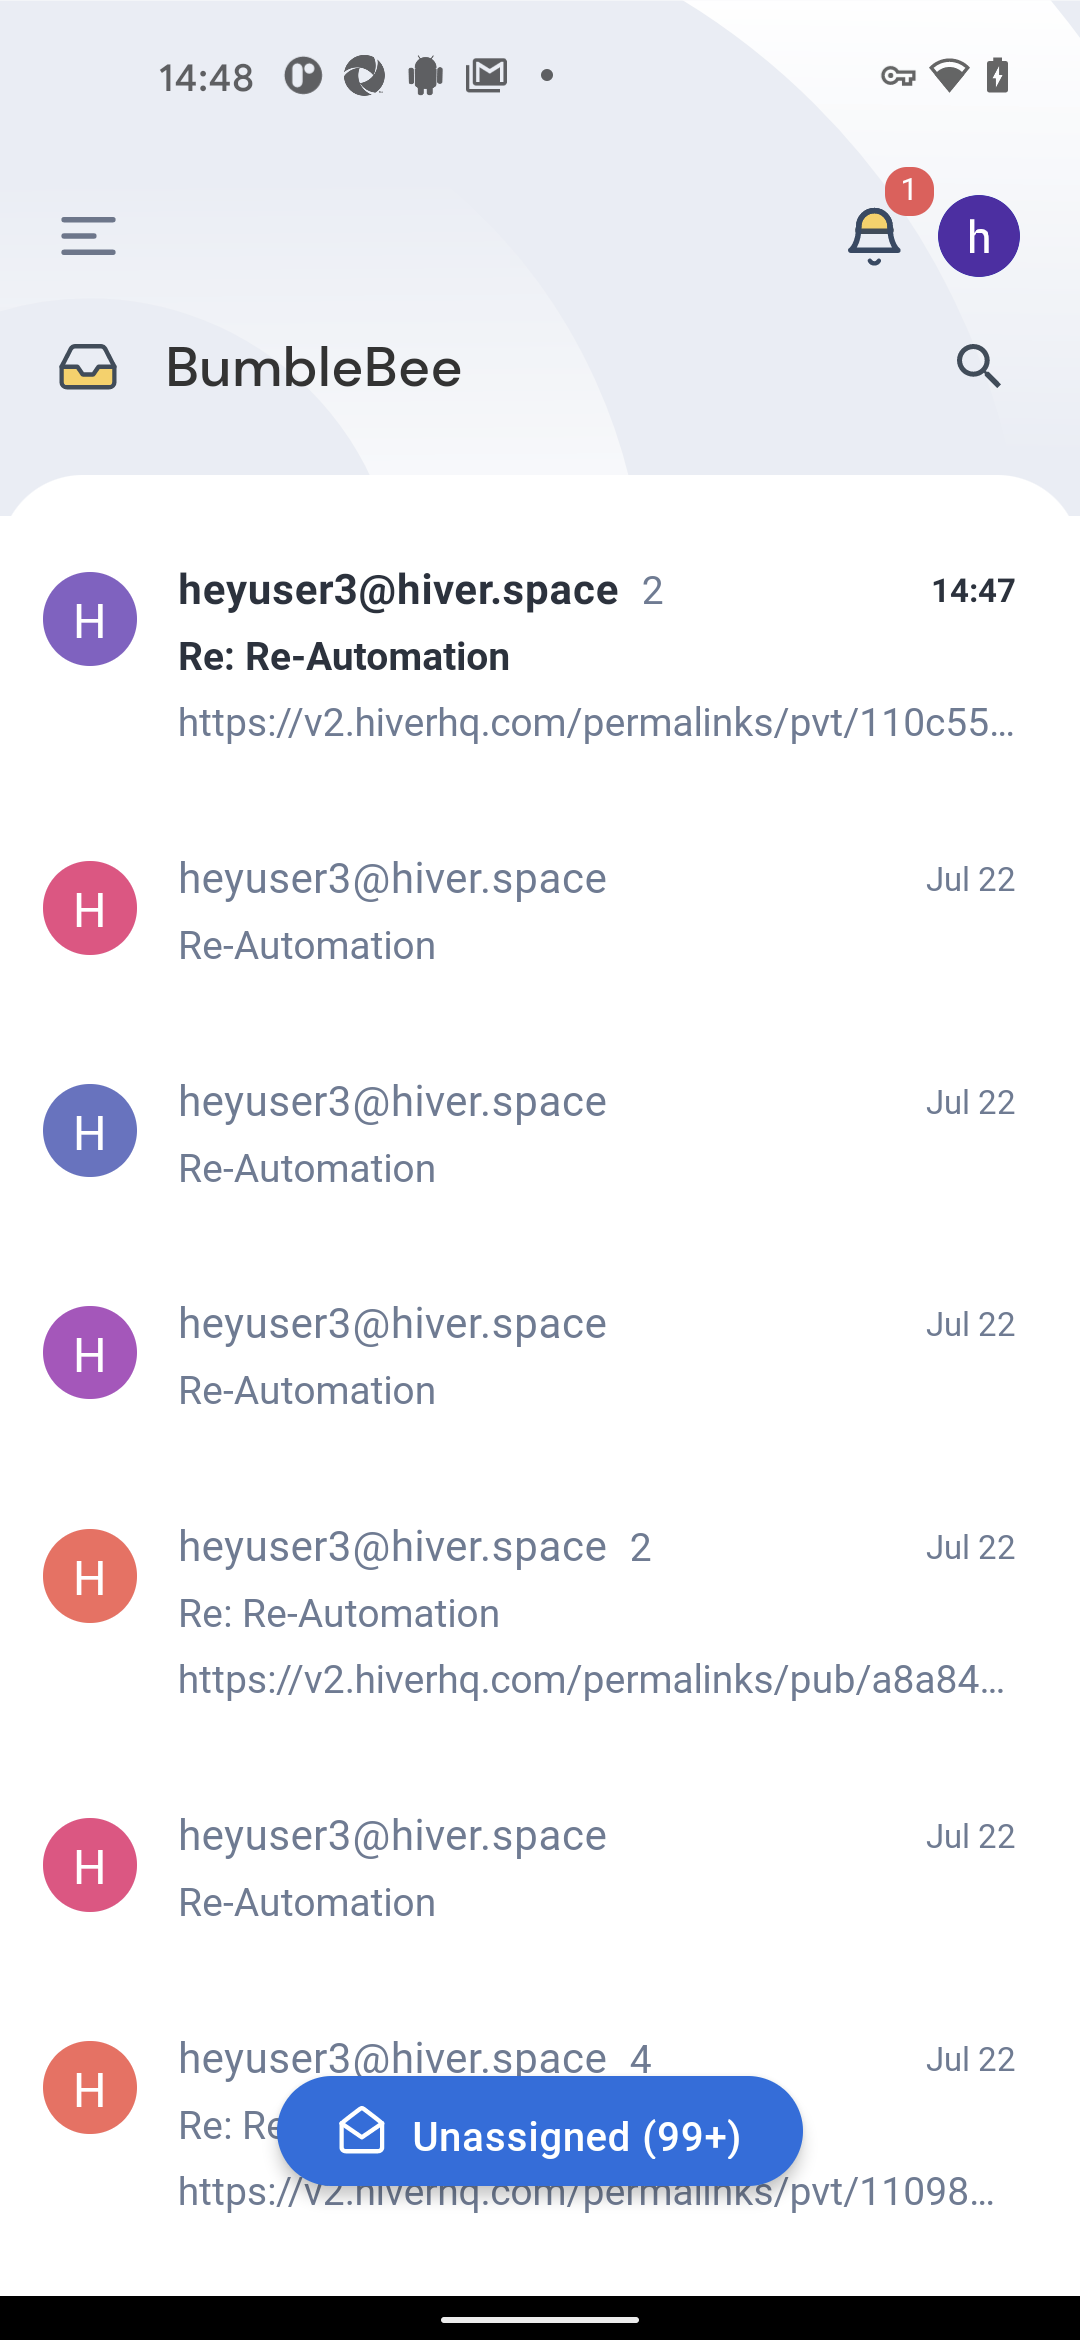 14:48
1
h
BumbleBee
H
heyuser3@hiver.space 2 14:47
Re: Re-Automation
https://v2.hiverhq.com/permalinks/pvt/110c55...
H
heyuser3@hiver.space Jul 22
Re-Automation
H
heyuser3@hiver.space Jul 22
Re-Automation
H
heyuser3@hiver.space Jul 22
Re-Automation
H
heyuser3@hiver.space 2 Jul 22
Re: Re-Automation
https://v2.hiverhq.com/permalinks/pub/a8a84...
H
heyuser3@hiver.space Jul 22
Re-Automation
H
heyuser3@hiver.space 4 Jul 22
Re: Re
Unassigned (99+)
https://v2.hiverhq.com/permalinks/pvt/11098...